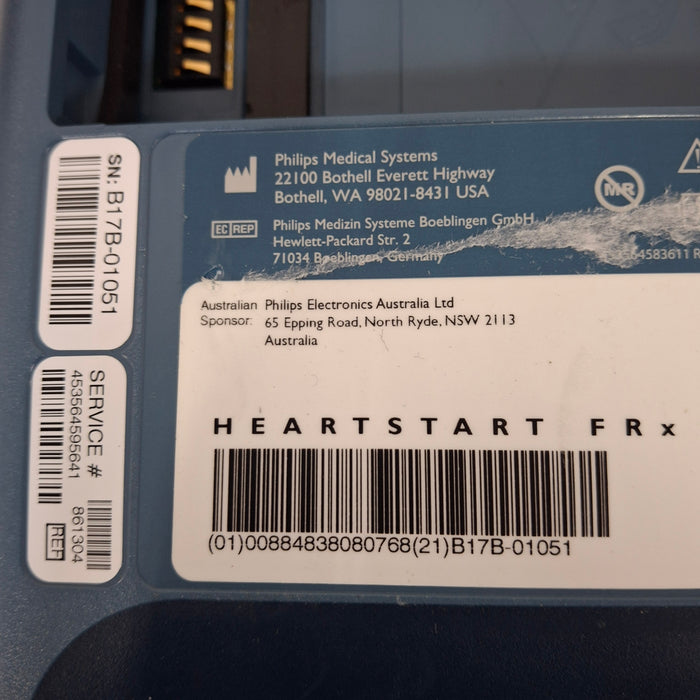 SN: B17B-01051
SERVICE #
453564595641
861304
REF
Philips Medical Systems
22100 Bothell Everett Highway
Bothell, WA 98021-8431 USA
MR
EC REP
Philips Medizin Systeme Boeblingen GmbH
Hewlett-Packard Str. 2
71034 Boeblingen, Germany
64583611 R
Australian Sponsor:
Philips Electronics Australia Ltd
65 Epping Road, North Ryde, NSW 2113
Australia
HEARTSTART FRx
(01)00884838080768(21)B17B-01051